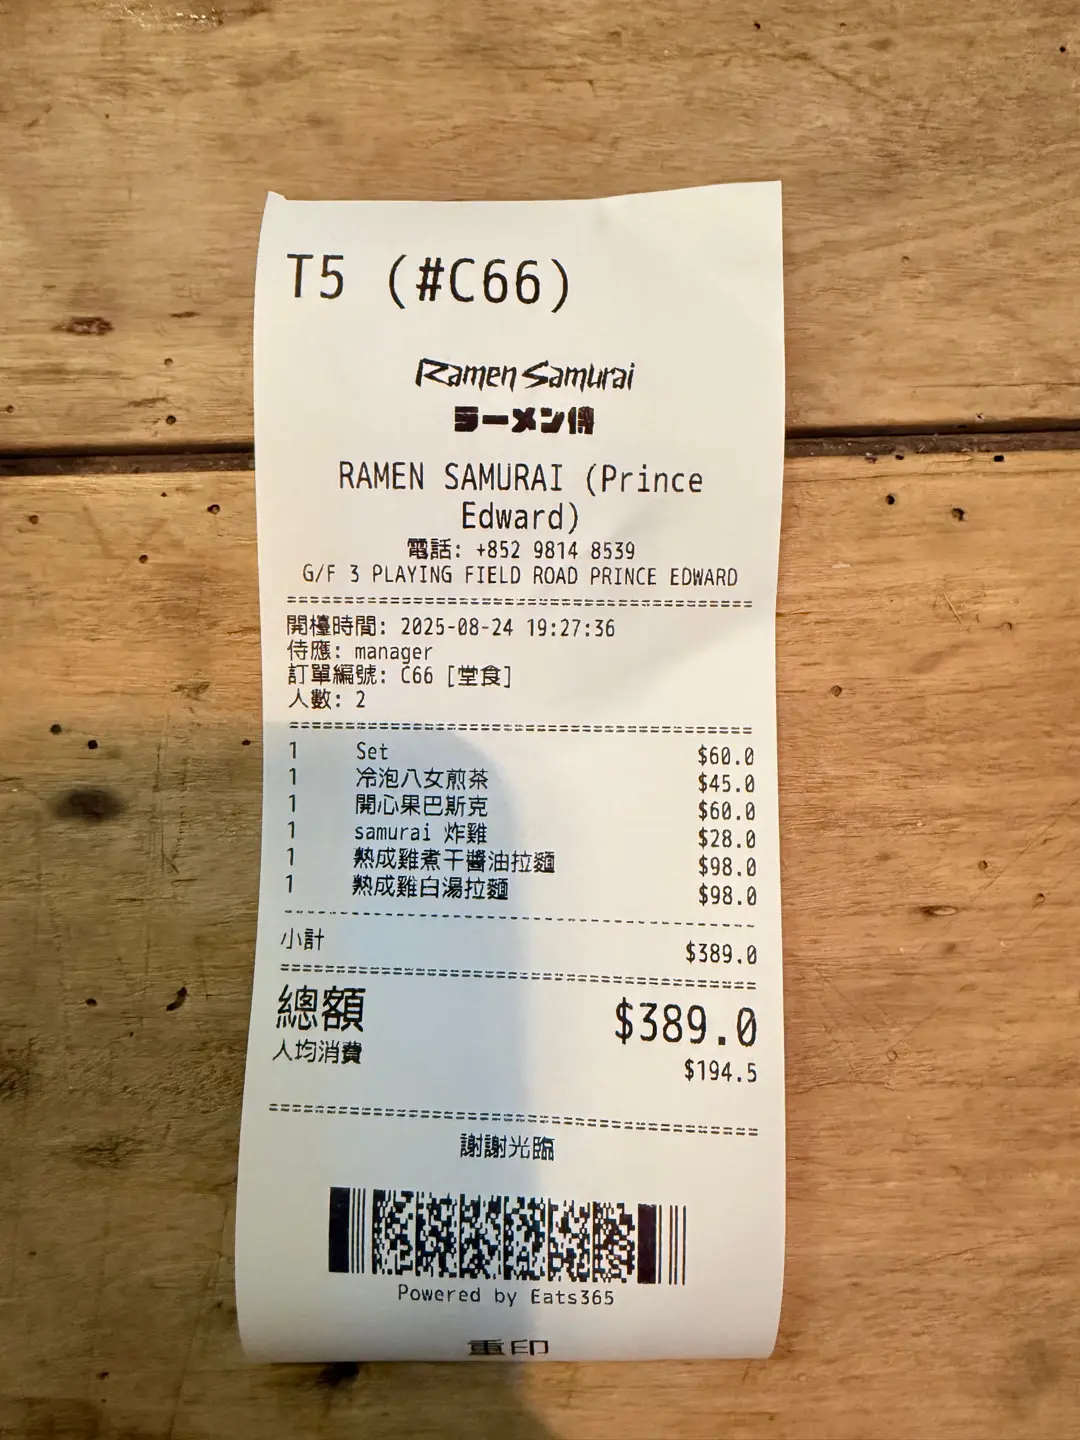 T5 (#C66)
Ramen Samurai
ラーメン侍
RAMEN SAMURAI (Prince
Edward)
電話: +852 9814 8539
G/F 3 PLAYING FIELD ROAD PRINCE EDWARD
開檯時間: 2025-08-24 19:27:36
侍應: manager
訂單編號: C66 [堂食]
人數: 2
1 Set $60.0
1 冷泡八女煎茶 $45.0
1 開心果巴斯克 $60.0
1 samurai 炸雞 $28.0
1 熟成雞煮干醬油拉麵 $98.0
1 熟成雞白湯拉麵 $98.0
小計 $389.0
總額 $389.0
人均消費 $194.5
謝謝光臨
Powered by Eats365
重印